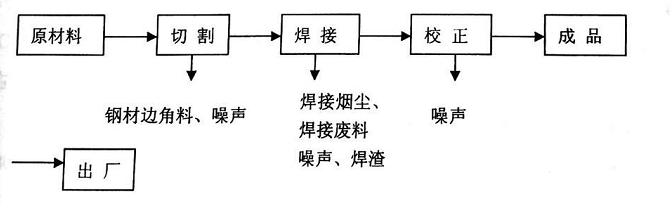 原材料 切割 焊接 校正 成品
钢材边角料、噪声
焊接烟尘、
焊接废料
噪声、焊渣
噪声
出厂